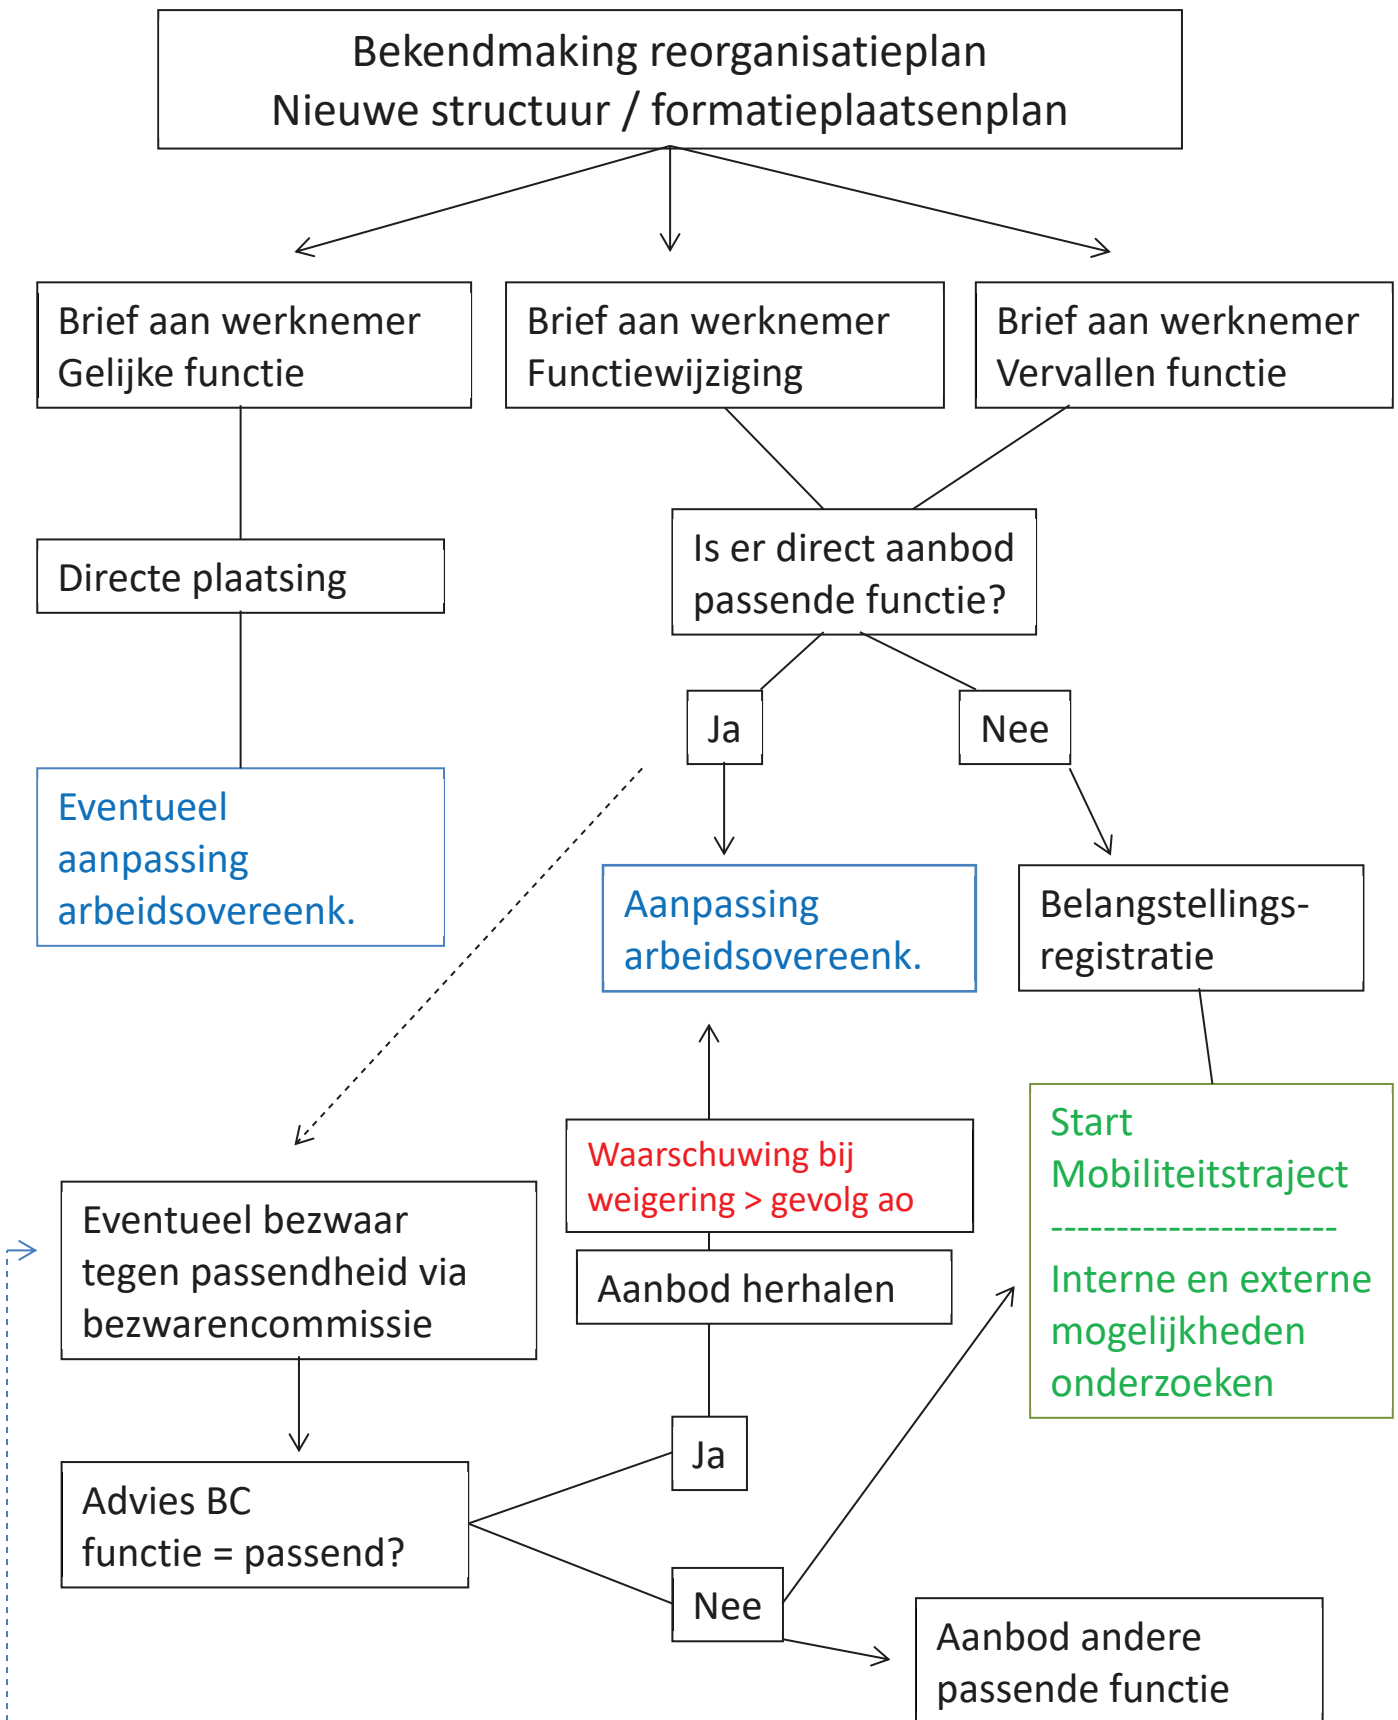 Bekendmaking reorganisatieplan
Nieuwe structuur / formatieplaatsenplan
Brief aan werknemer
Gelijke functie
Brief aan werknemer
Functiewijziging
Brief aan werknemer
Vervallen functie
Directe plaatsing
Is er direct aanbod
passende functie?
Ja
Nee
Eventueel
aanpassing
arbeidsovereenk.
Aanpassing
arbeidsovereenk.
Belangstellings-
registratie
Start
Mobiliteitstraject
----------------------
Interne en externe
mogelijkheden
onderzoeken
Waarschuwing bij
weigering > gevolg ao
Aanbod herhalen
Eventueel bezwaar
tegen passendheid via
bezwarencommissie
Ja
Advies BC
functie = passend?
Nee
Aanbod andere
passende functie